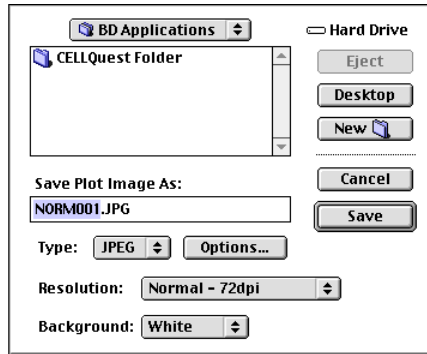 BD Applications
Hard Drive
CELLQuest Folder
Eject
Desktop
New
Save Plot Image As:
NORM001.JPG
Cancel
Save
Type: JPEG Options...
Resolution: Normal - 72dpi
Background: White